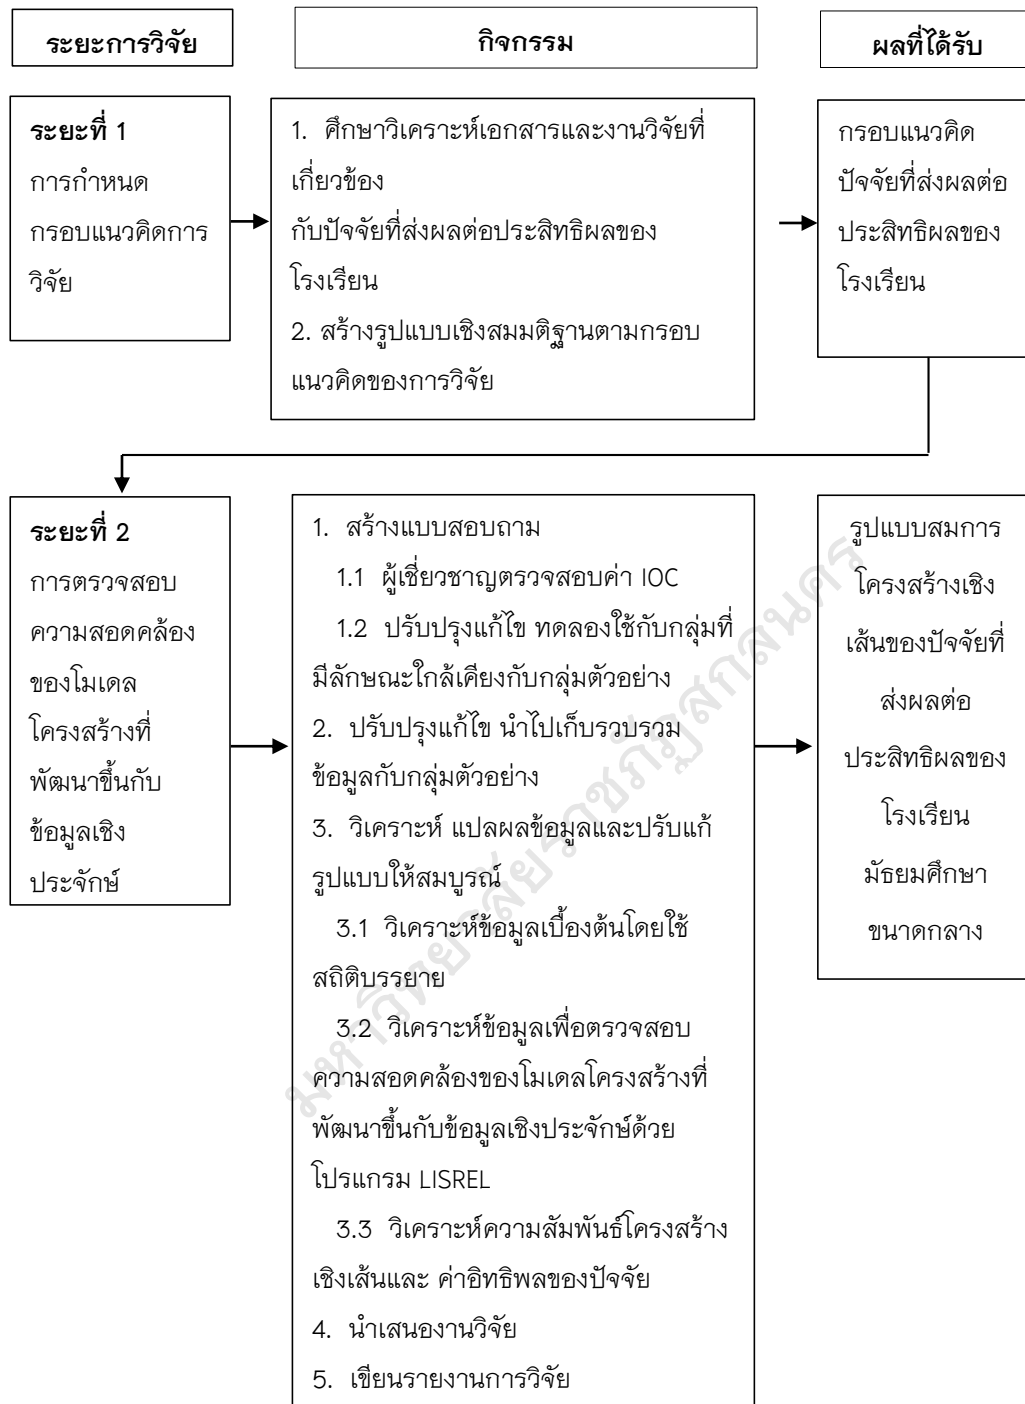 ระยะการวิจัย
กิจกรรม
ผลที่ได้รับ
ระยะที่ 1
การกำหนด
กรอบแนวคิดการ
วิจัย
1. ศึกษาวิเคราะห์เอกสารและงานวิจัยที่
เกี่ยวข้อง
กับปัจจัยที่ส่งผลต่อประสิทธิผลของ
โรงเรียน
2. สร้างรูปแบบเชิงสมมติฐานตามกรอบ
แนวคิดของการวิจัย
กรอบแนวคิด
ปัจจัยที่ส่งผลต่อ
ประสิทธิผลของ
โรงเรียน
ระยะที่ 2
การตรวจสอบ
ความสอดคล้อง
ของโมเดล
โครงสร้างที่
พัฒนาขึ้นกับ
ข้อมูลเชิง
ประจักษ์
1. สร้างแบบสอบถาม
1.1 ผู้เชี่ยวชาญตรวจสอบค่า IOC
1.2 ปรับปรุงแก้ไข ทดลองใช้กับกลุ่มที่
มีลักษณะใกล้เคียงกับกลุ่มตัวอย่าง
2. ปรับปรุงแก้ไข นำไปเก็บรวบรวม
ข้อมูลกับกลุ่มตัวอย่าง
3. วิเคราะห์ แปลผลข้อมูลและปรับแก้
รูปแบบให้สมบูรณ์
3.1 วิเคราะห์ข้อมูลเบื้องต้นโดยใช้
สถิติบรรยาย
3.2 วิเคราะห์ข้อมูลเพื่อตรวจสอบ
ความสอดคล้องของโมเดลโครงสร้างที่
พัฒนาขึ้นกับข้อมูลเชิงประจักษ์ด้วย
โปรแกรม LISREL
3.3 วิเคราะห์ความสัมพันธ์โครงสร้าง
เชิงเส้นและ ค่าอิทธิพลของปัจจัย
4. นำเสนองานวิจัย
5. เขียนรายงานการวิจัย
รูปแบบสมการ
โครงสร้างเชิง
เส้นของปัจจัยที่
ส่งผลต่อ
ประสิทธิผลของ
โรงเรียน
มัธยมศึกษา
ขนาดกลาง
มหาวิทยาลัยราชภัฏสกลนคร